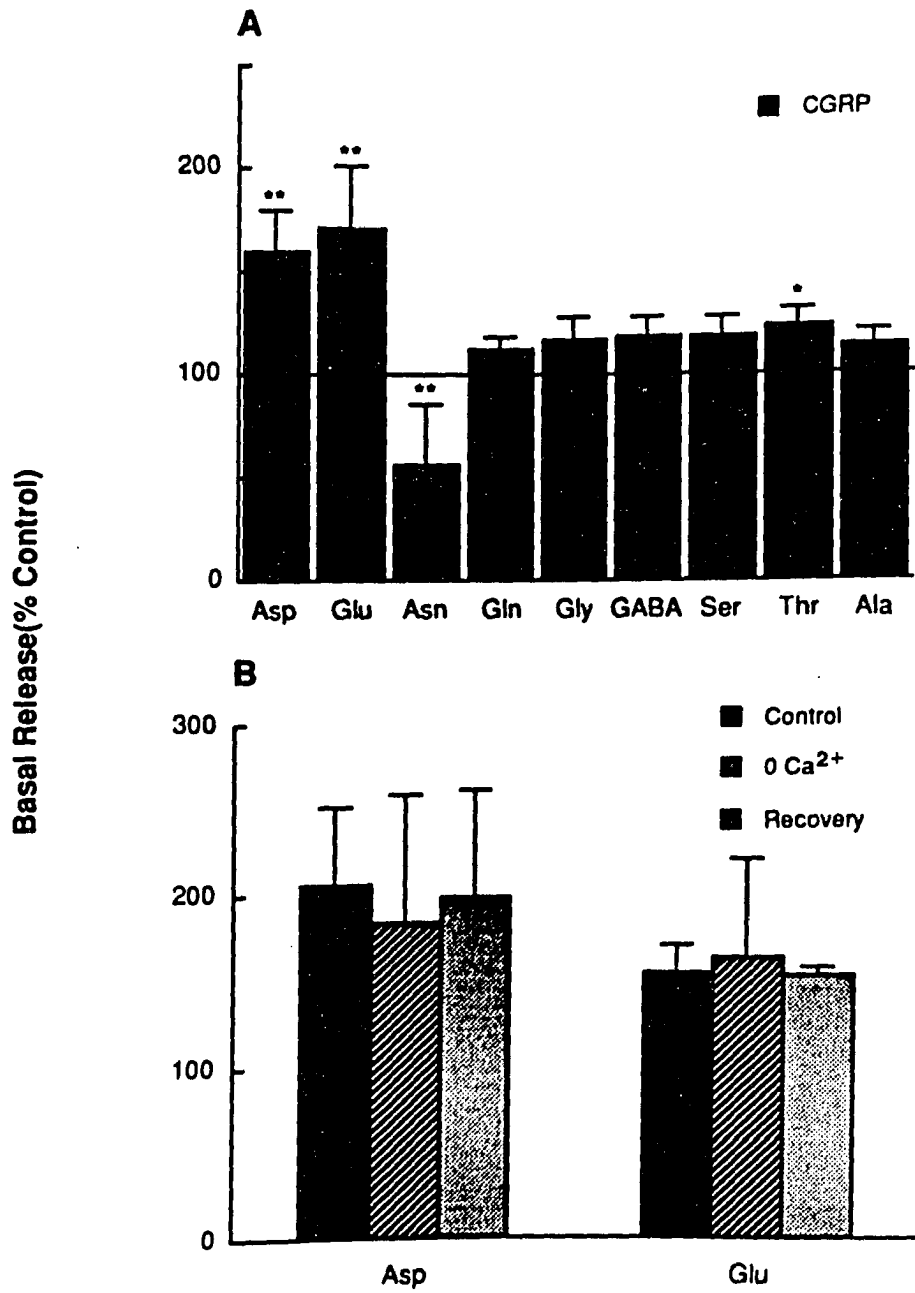 A
CGRP
200
100
0
**
**
**
*
Asp Glu Asn Gln Gly GABA Ser Thr Ala
Basal Release(% Control)
B
300
200
100
0
Control
0 Ca2+
Recovery
Asp Glu